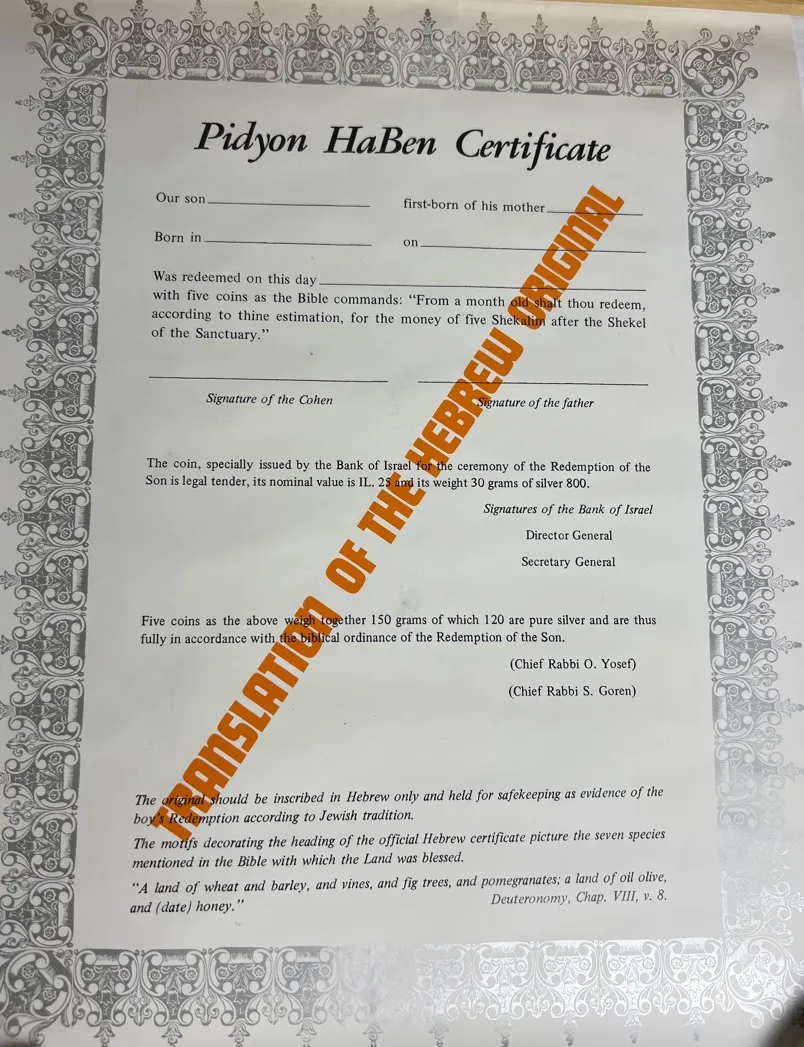 Pidyon HaBen Certificate
Our son first-born of his mother
Born in on
Was redeemed on this day
with five coins as the Bible commands: “From a month old shalt thou redeem,
according to thine estimation, for the money of five Shekalim after the Shekel
of the Sanctuary.”
Signature of the Cohen Signature of the father
The coin, specially issued by the Bank of Israel for the ceremony of the Redemption of the
Son is legal tender, its nominal value is IL. 25 and its weight 30 grams of silver 800.
Signatures of the Bank of Israel
Director General
Secretary General
Five coins as the above weigh together 150 grams of which 120 are pure silver and are thus
fully in accordance with the biblical ordinance of the Redemption of the Son.
(Chief Rabbi O. Yosef)
(Chief Rabbi S. Goren)
The original should be inscribed in Hebrew only and held for safekeeping as evidence of the
boy's Redemption according to Jewish tradition.
The motifs decorating the heading of the official Hebrew certificate picture the seven species
mentioned in the Bible with which the Land was blessed.
“A land of wheat and barley, and vines, and fig trees, and pomegranates; a land of oil olive,
and (date) honey.” Deuteronomy, Chap. VIII, v. 8.
TRANSLATION OF THE HEBREW ORIGINAL